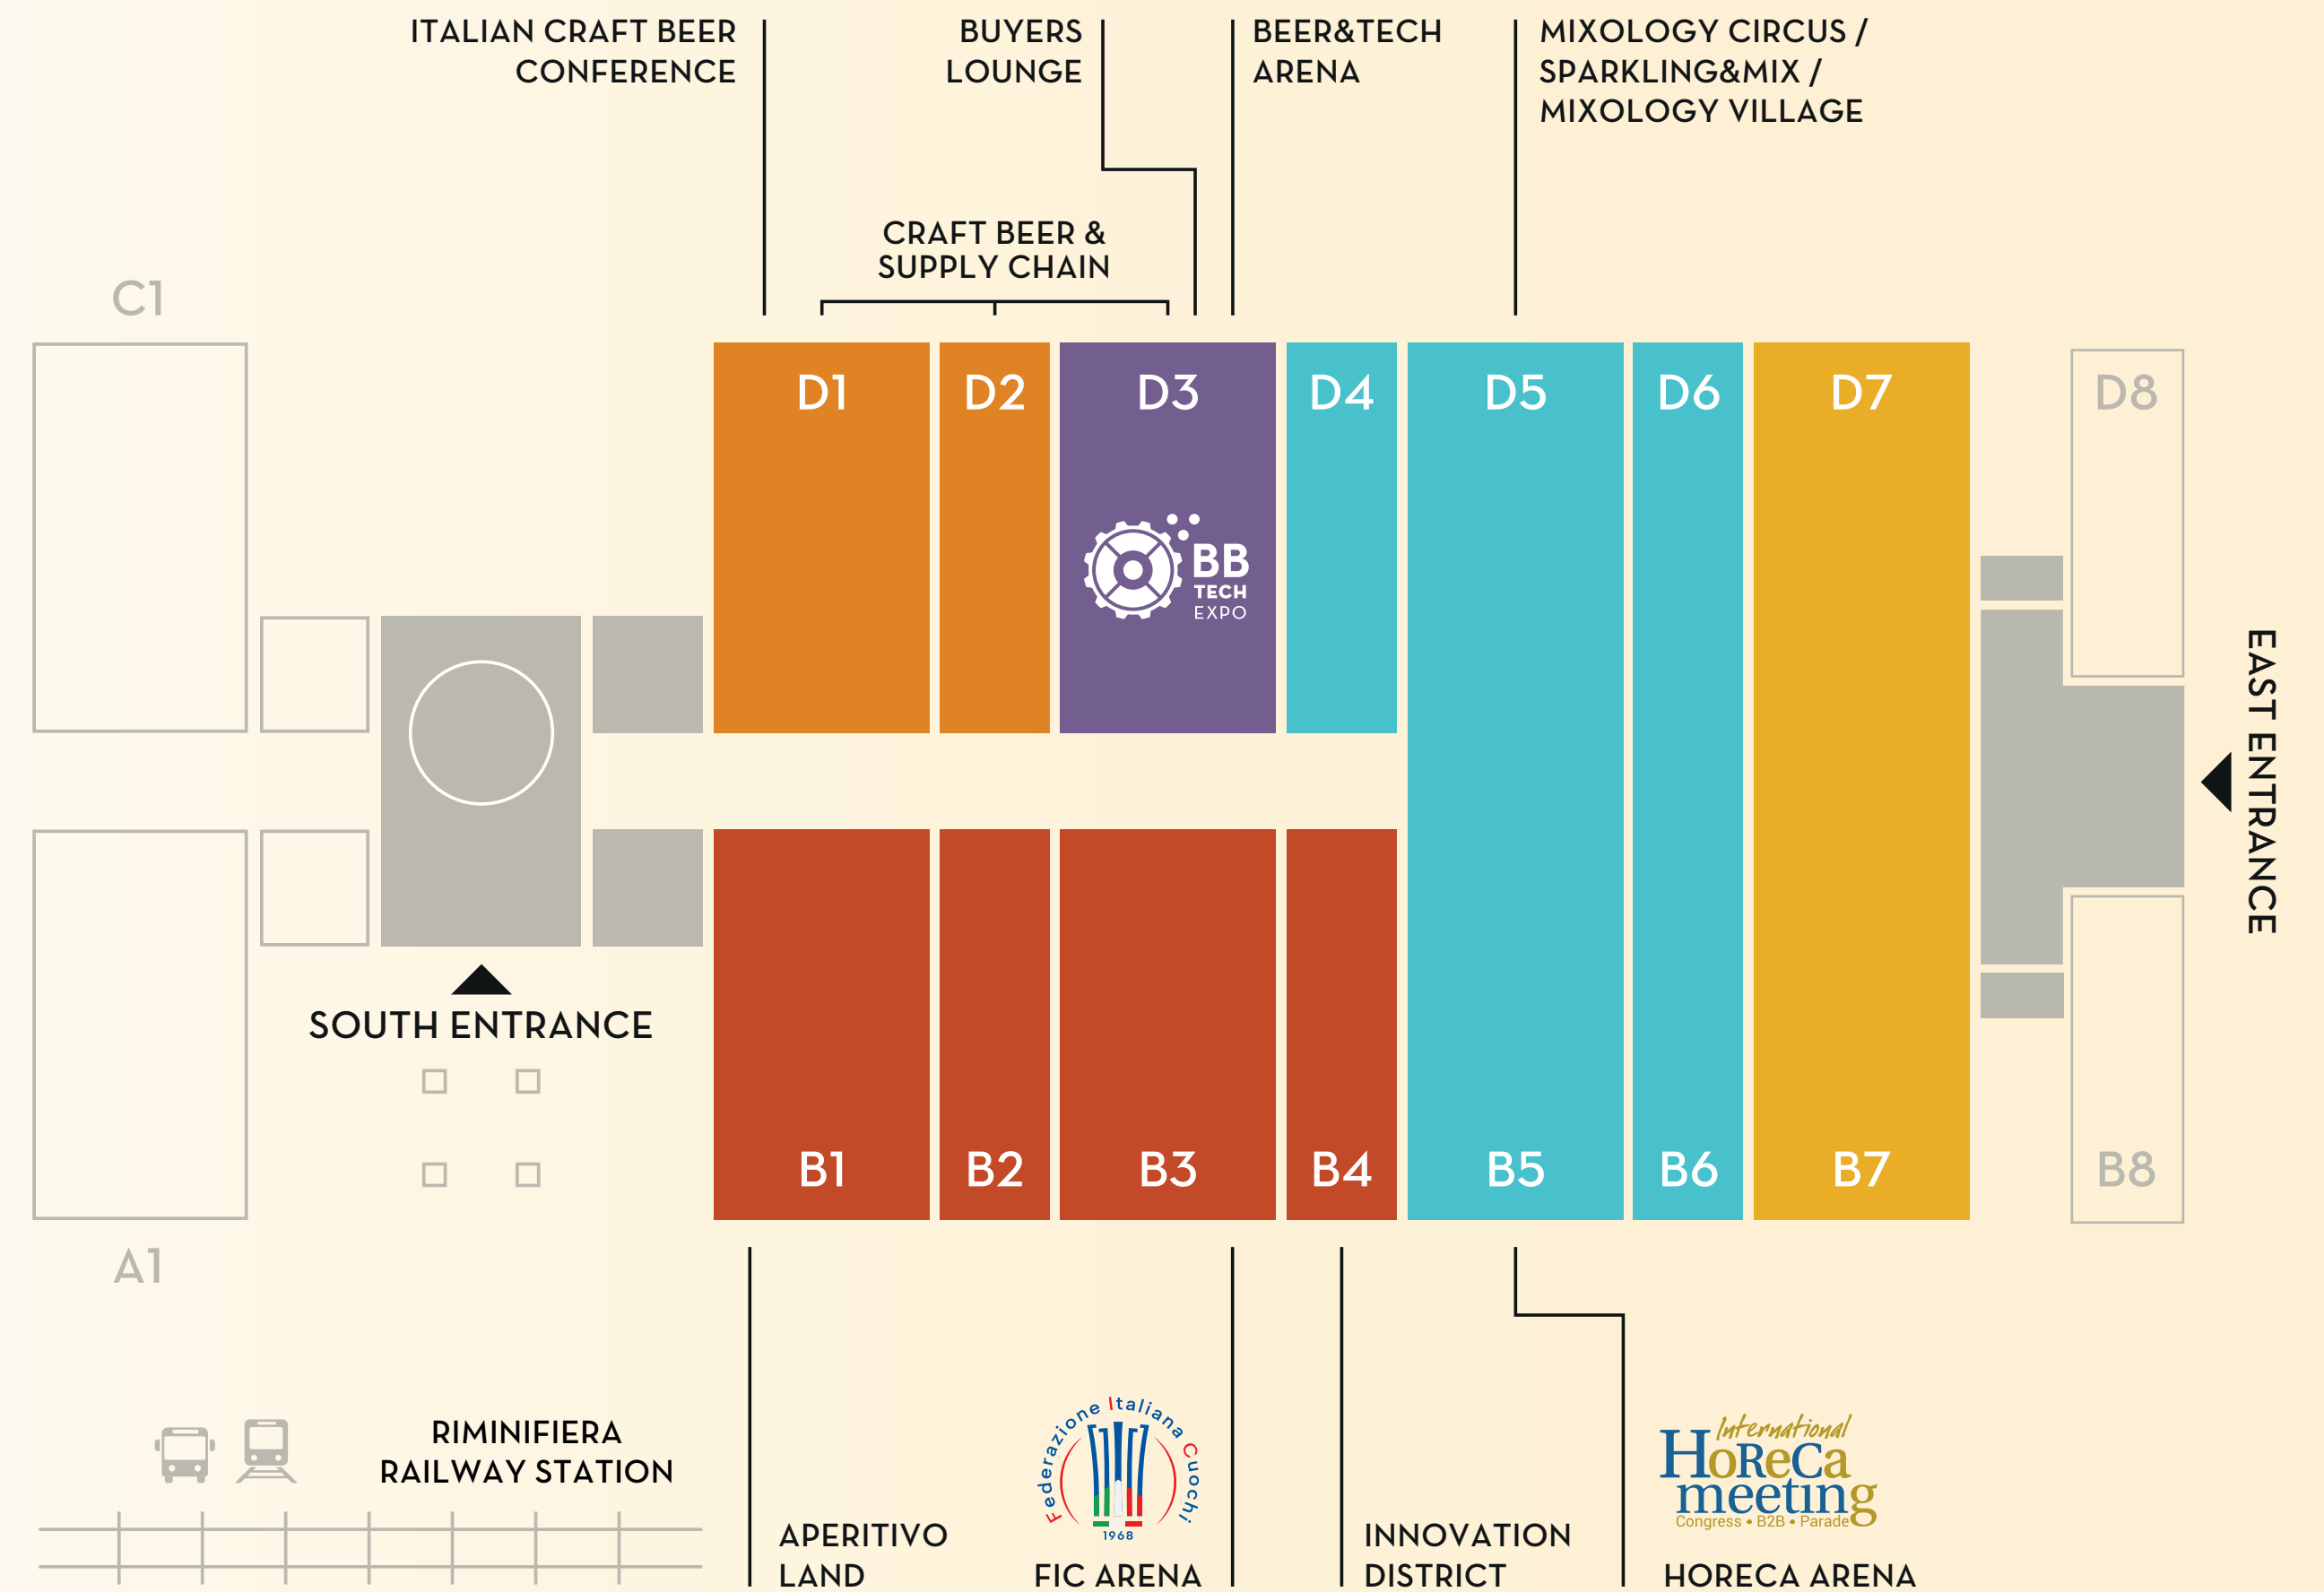 ITALIAN CRAFT BEER
CONFERENCE
BUYERS
LOUNGE
BEER&TECH
ARENA
MIXOLOGY CIRCUS /
SPARKLING&MIX /
MIXOLOGY VILLAGE
CRAFT BEER &
SUPPLY CHAIN
C1
D1
D2
D3
D4
D5
D6
D7
D8
BB
TECH
EXPO
EAST ENTRANCE
SOUTH ENTRANCE
B1
B2
B3
B4
B5
B6
B7
B8
A1
RIMINIFIERA
RAILWAY STATION
APERITIVO
LAND
Federazione Italiana Cuochi
1968
FIC ARENA
INNOVATION
DISTRICT
International
HoReCa
meeting
Congress • B2B • Parade
HORECA ARENA